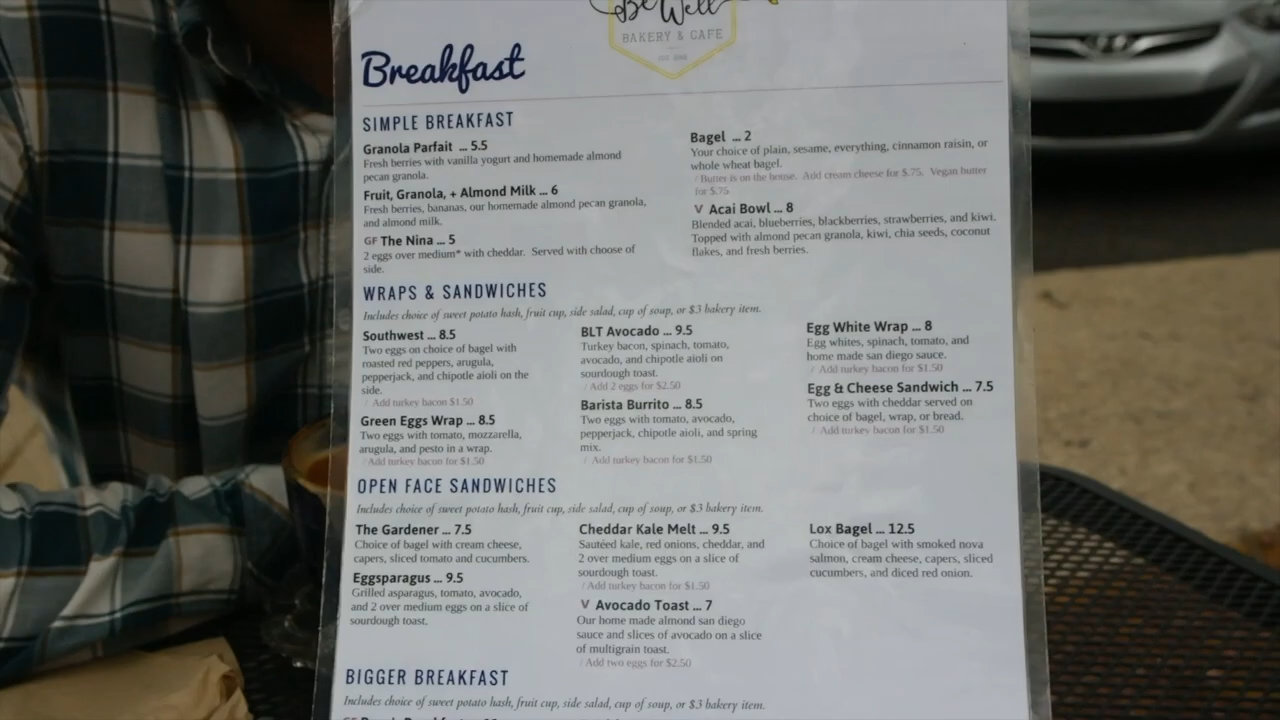 Be Well
BAKERY & CAFE
Breakfast
SIMPLE BREAKFAST
Granola Parfait ... 5.5
Fresh berries with vanilla yogurt and homemade almond
pecan granola.
Fruit, Granola, + Almond Milk ... 6
Fresh berries, bananas, our homemade almond pecan granola,
and almond milk.
GF The Nina ... 5
2 eggs over medium* with cheddar. Served with choose of
side.
Bagel ... 2
Your choice of plain, sesame, everything, cinnamon raisin, or
whole wheat bagel.
/ Butter is on the house. Add cream cheese for $.75. Vegan butter
for $.75
V Acai Bowl ... 8
Blended acai, blueberries, blackberries, strawberries, and kiwi.
Topped with almond pecan granola, kiwi, chia seeds, coconut
flakes, and fresh berries.
WRAPS & SANDWICHES
Includes choice of sweet potato hash, fruit cup, side salad, cup of soup, or $3 bakery item.
Southwest ... 8.5
Two eggs on choice of bagel with
roasted red peppers, arugula,
pepperjack, and chipotle aioli on the
side.
/ Add turkey bacon $1.50
Green Eggs Wrap ... 8.5
Two eggs with tomato, mozzarella,
arugula, and pesto in a wrap.
/ Add turkey bacon for $1.50
BLT Avocado ... 9.5
Turkey bacon, spinach, tomato,
avocado, and chipotle aioli on
sourdough toast.
/ Add 2 eggs for $2.50
Barista Burrito ... 8.5
Two eggs with tomato, avocado,
pepperjack, chipotle aioli, and spring
mix.
/ Add turkey bacon for $1.50
Egg White Wrap ... 8
Egg whites, spinach, tomato, and
home made san diego sauce.
/ Add turkey bacon for $1.50
Egg & Cheese Sandwich ... 7.5
Two eggs with cheddar served on
choice of bagel, wrap, or bread.
/ Add turkey bacon for $1.50
OPEN FACE SANDWICHES
Includes choice of sweet potato hash, fruit cup, side salad, cup of soup, or $3 bakery item.
The Gardener ... 7.5
Choice of bagel with cream cheese,
capers, sliced tomato and cucumbers.
Eggsparagus ... 9.5
Grilled asparagus, tomato, avocado,
and 2 over medium eggs on a slice of
sourdough toast.
Cheddar Kale Melt ... 9.5
Sautéed kale, red onions, cheddar, and
2 over medium eggs on a slice of
sourdough toast.
/ Add turkey bacon for $1.50
V Avocado Toast ... 7
Our home made almond san diego
sauce and slices of avocado on a slice
of multigrain toast.
/ Add two eggs for $2.50
Lox Bagel ... 12.5
Choice of bagel with smoked nova
salmon, cream cheese, capers, sliced
cucumbers, and diced red onion.
BIGGER BREAKFAST
Includes choice of sweet potato hash, fruit cup, side salad, cup of soup, or $3 bakery item.